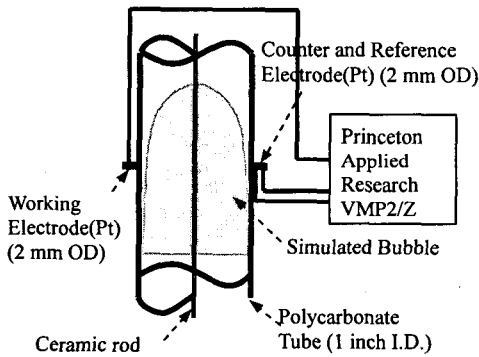 Counter and Reference
Electrode(Pt) (2 mm OD)
Princeton
Applied
Research
VMP2/Z
Working
Electrode(Pt)
(2 mm OD)
Simulated Bubble
Polycarbonate
Tube (1 inch I.D.)
Ceramic rod